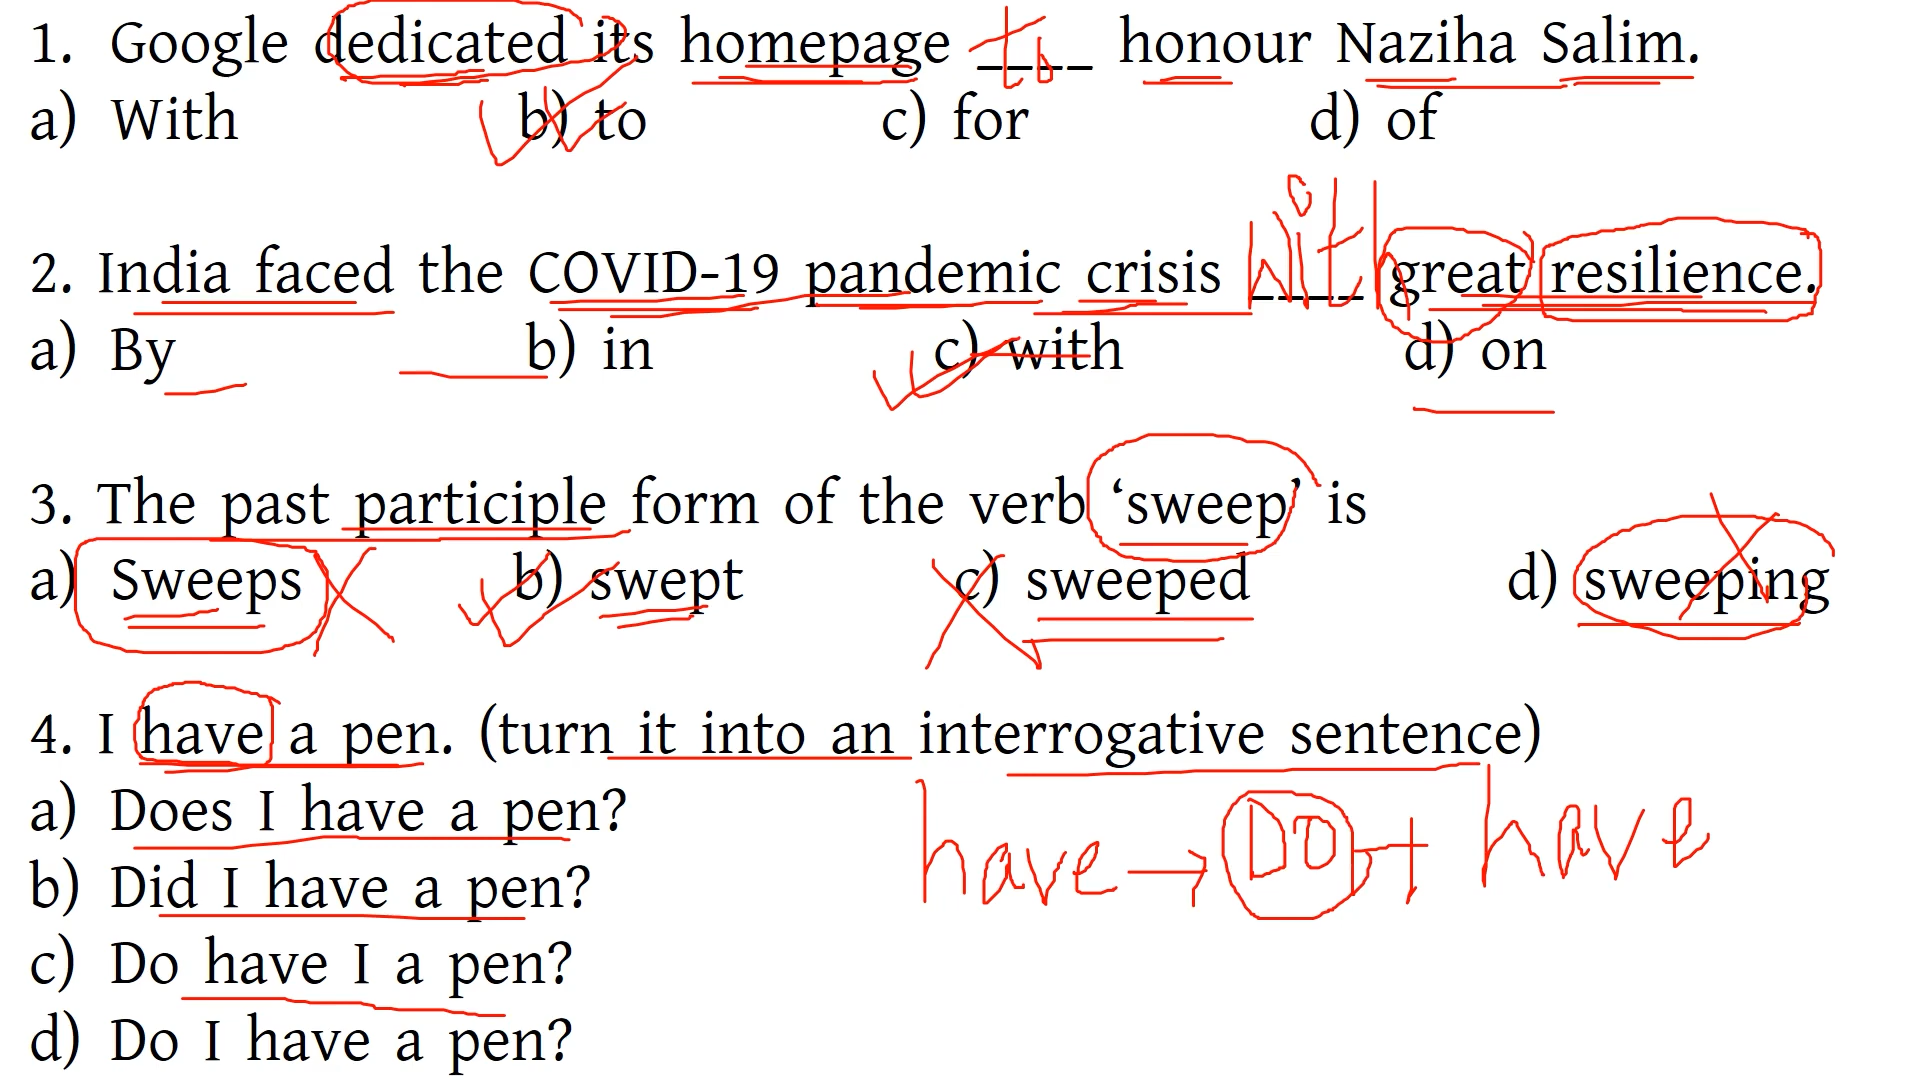 1. Google dedicated its homepage to ____ honour Naziha Salim.
a) With b) to c) for d) of
2. India faced the COVID-19 pandemic crisis ____ with great resilience.
a) By b) in c) with d) on
3. The past participle form of the verb ‘sweep’ is
a) Sweeps b) swept c) sweeped d) sweeping
4. I have a pen. (turn it into an interrogative sentence)
a) Does I have a pen?
have → DO + have
b) Did I have a pen?
c) Do have I a pen?
d) Do I have a pen?